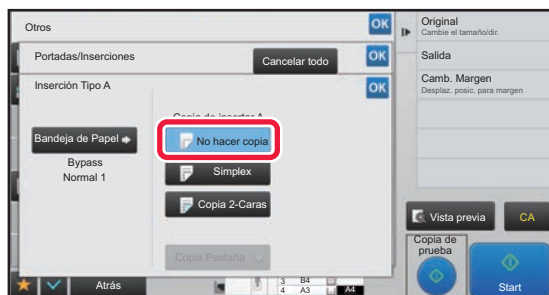 Otros
OK
Portadas/Inserciones
Cancelar todo
OK
Inserción Tipo A
OK
Copia de insertar A
Bandeja de Papel
Bypass
Normal 1
No hacer copia
Simplex
Copia 2-Caras
Copia Pestaña
Atrás
3 B4
4 A3
A4
Original
Cambie el tamaño/dir.
Salida
Camb. Margen
Desplaz. posic. para margen
Vista previa
CA
Copia de
prueba
Start